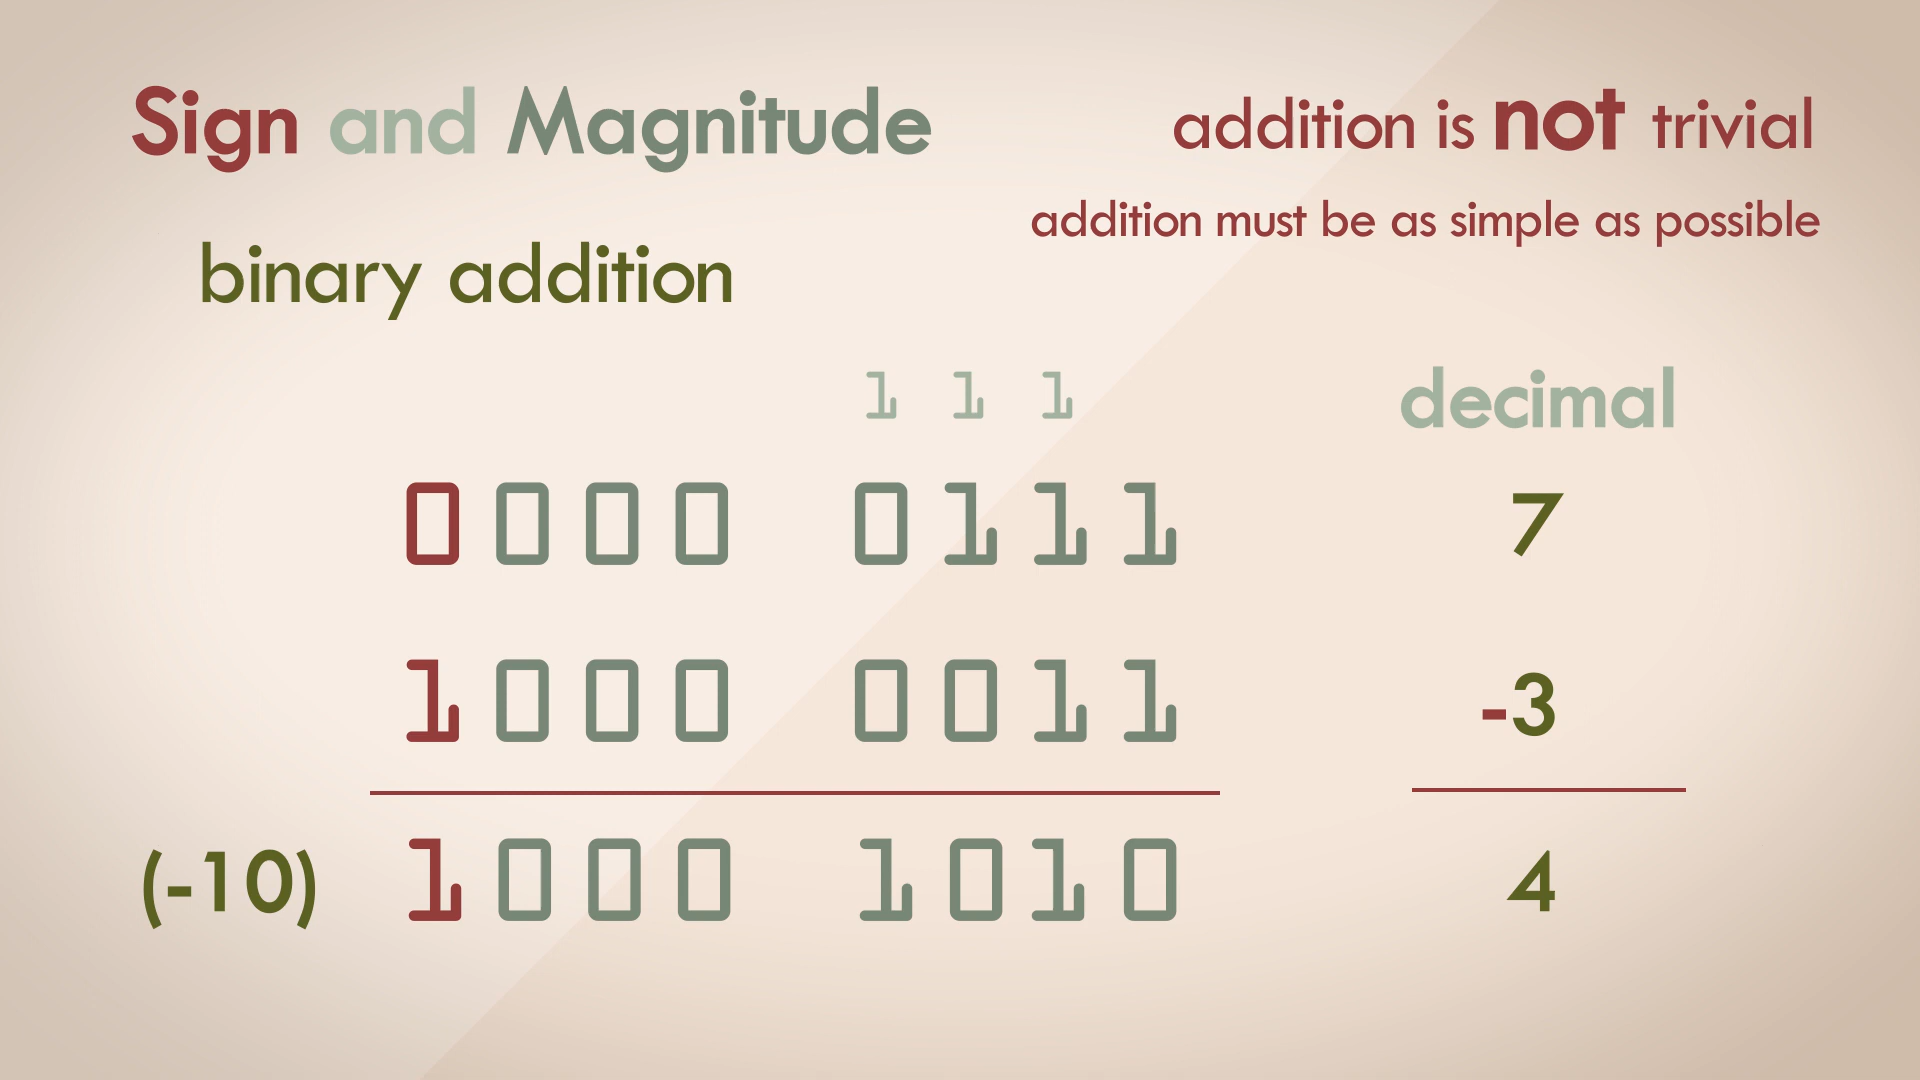 Sign and Magnitude
addition is not trivial
addition must be as simple as possible
binary addition
1 1 1
decimal
0000 0111 7
1000 0011 -3
(-10) 1000 1010 4